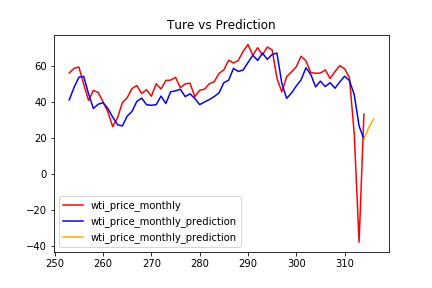 Ture vs Prediction
60
40
20
0
−20
−40
wti_price_monthly
wti_price_monthly_prediction
wti_price_monthly_prediction
250 260 270 280 290 300 310